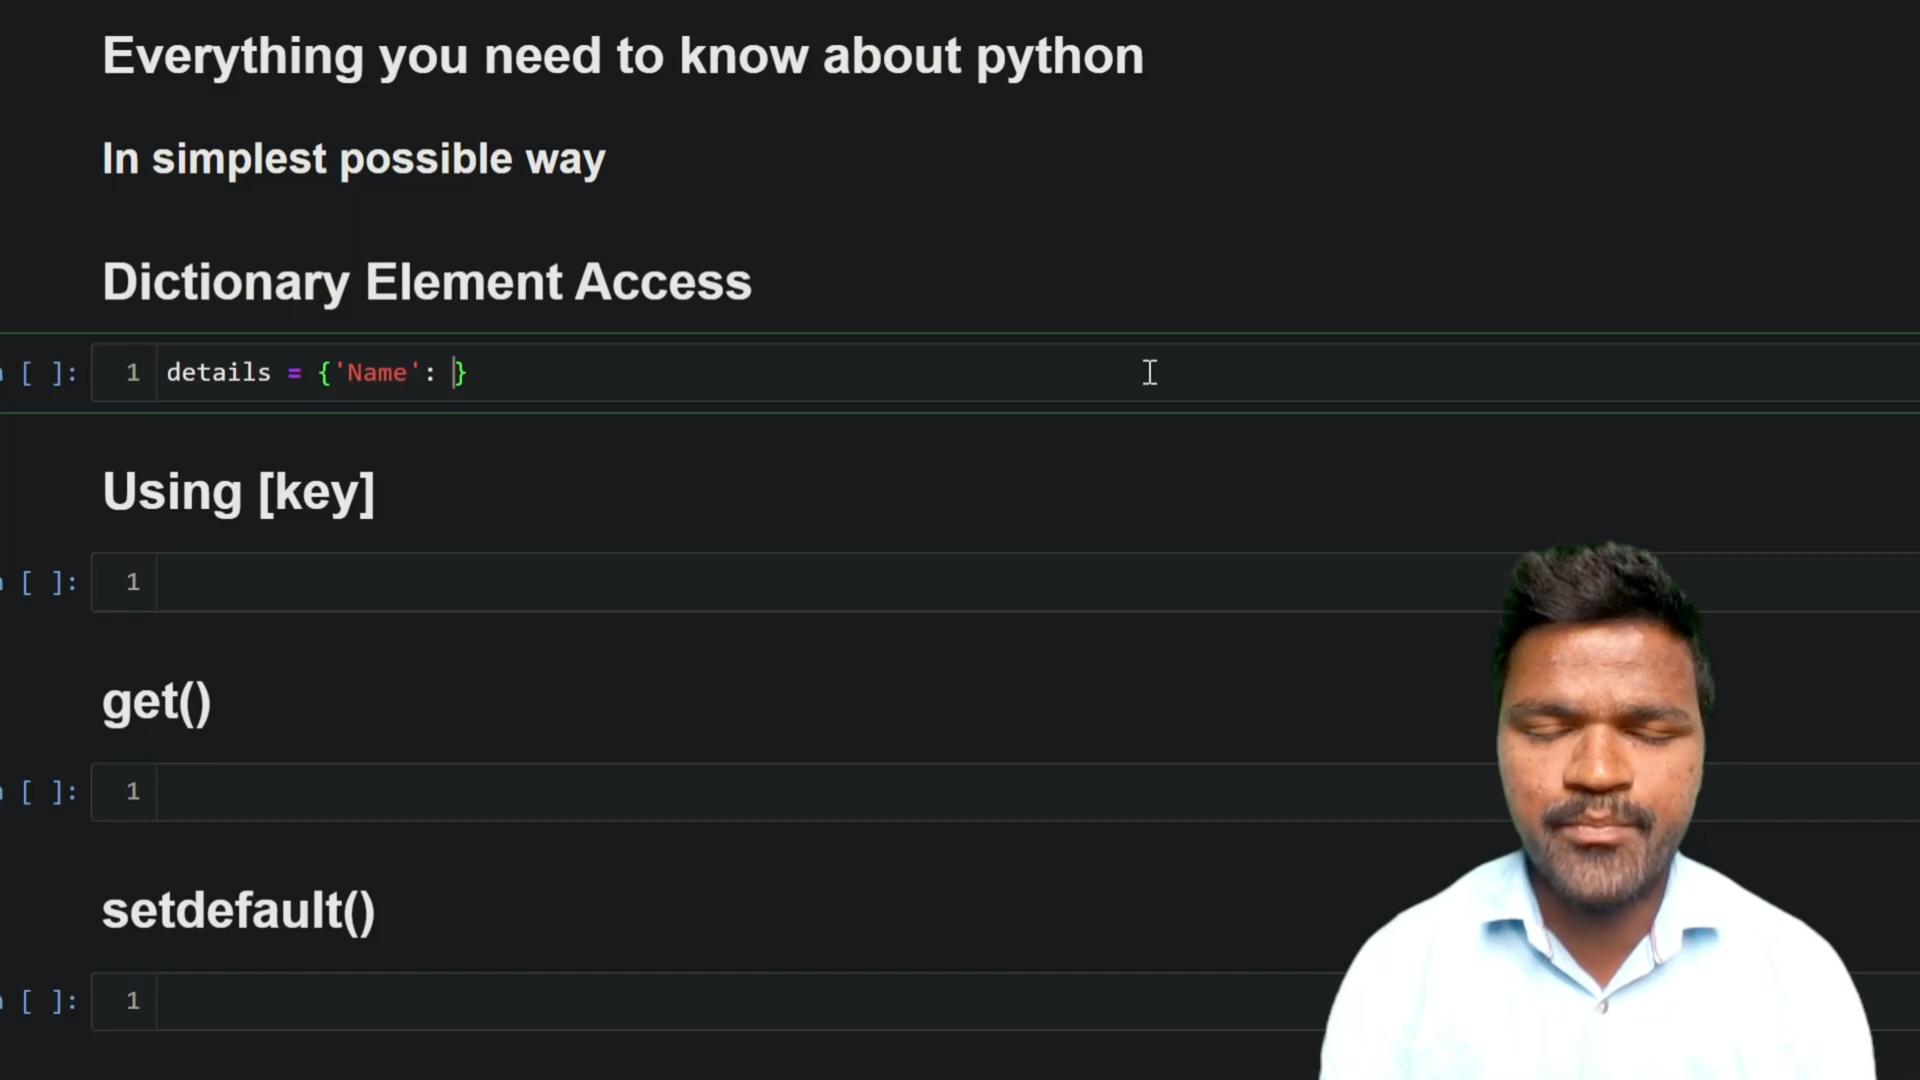 Everything you need to know about python
In simplest possible way
Dictionary Element Access
[ ]: 1 details = {'Name': }
Using [key]
[ ]: 1
get()
[ ]: 1
setdefault()
[ ]: 1